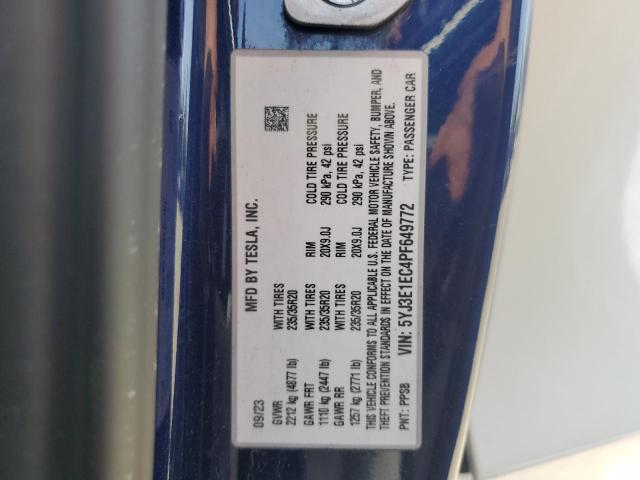 MFD BY TESLA, INC.
09/23
GVWR WITH TIRES RIM COLD TIRE PRESSURE
2212 kg (4877 lb) 235/35R20 20X9.0J 290 kPa, 42 psi
GAWR FRT WITH TIRES RIM COLD TIRE PRESSURE
1110 kg (2447 lb) 235/35R20 20X9.0J 290 kPa, 42 psi
GAWR RR
1257 kg (2771 lb)
THIS VEHICLE CONFORMS TO ALL APPLICABLE U.S. FEDERAL MOTOR VEHICLE SAFETY, BUMPER, AND
THEFT PREVENTION STANDARDS IN EFFECT ON THE DATE OF MANUFACTURE SHOWN ABOVE.
VIN: 5YJ3E1EC4PF649772
PNT: PPSB TYPE: PASSENGER CAR